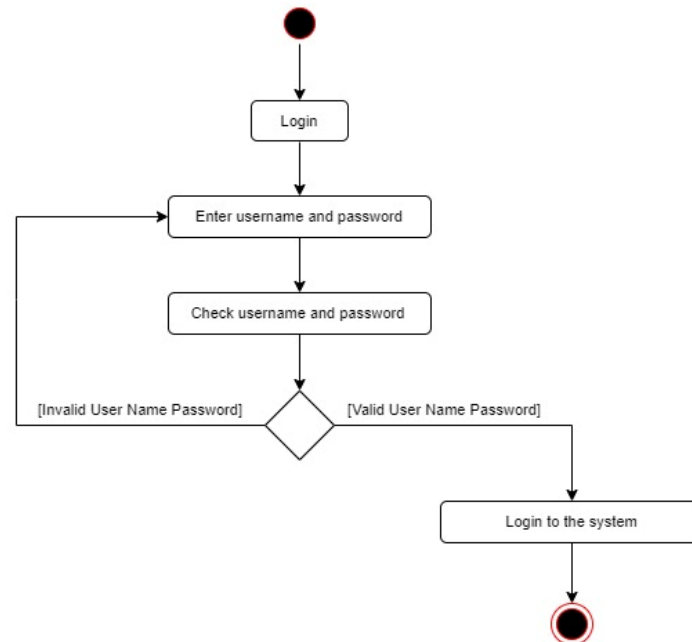 Login
Enter username and password
Check username and password
[Invalid User Name Password]
[Valid User Name Password]
Login to the system